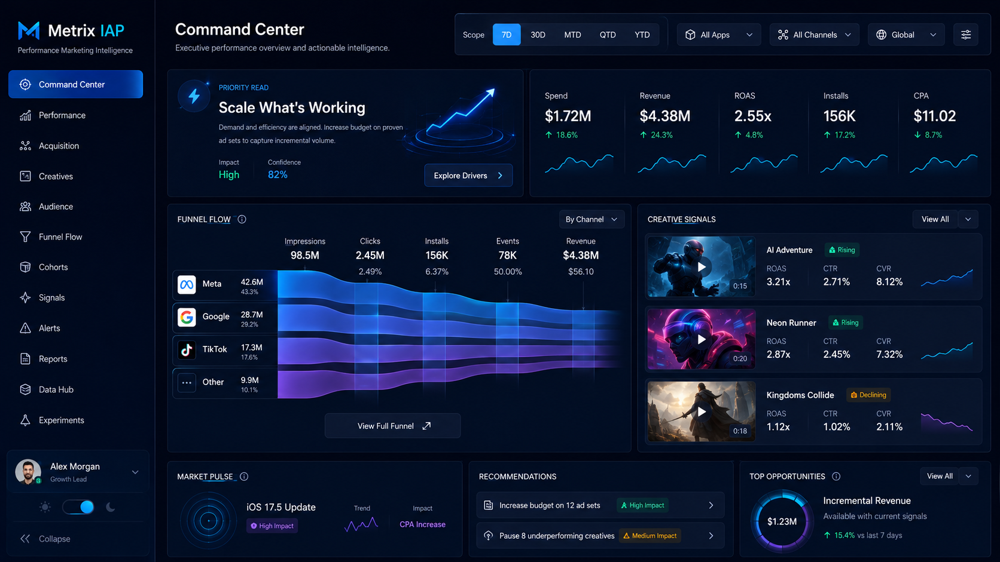 Metrix IAP
Performance Marketing Intelligence
Command Center
Performance
Acquisition
Creatives
Audience
Funnel Flow
Cohorts
Signals
Alerts
Reports
Data Hub
Experiments
Alex Morgan
Growth Lead
Collapse
Command Center
Executive performance overview and actionable intelligence.
Scope 7D 30D MTD QTD YTD
All Apps
All Channels
Global
PRIORITY READ
Scale What's Working
Demand and efficiency are aligned. Increase budget on proven
ad sets to capture incremental volume.
Impact Confidence
High 82%
Explore Drivers
Spend Revenue ROAS Installs CPA
$1.72M $4.38M 2.55x 156K $11.02
↑ 18.6% ↑ 24.3% ↑ 4.8% ↑ 17.2% ↓ 8.7%
FUNNEL FLOW
By Channel
Impressions Clicks Installs Events Revenue
98.5M 2.45M 156K 78K $4.38M
2.49% 6.37% 50.00% $56.10
Meta 42.6M
43.3%
Google 28.7M
29.2%
TikTok 17.3M
17.6%
Other 9.9M
10.1%
View Full Funnel
CREATIVE SIGNALS
View All
0:15
AI Adventure Rising
ROAS CTR CVR
3.21x 2.71% 8.12%
0:20
Neon Runner Rising
ROAS CTR CVR
2.87x 2.45% 7.32%
0:18
Kingdoms Collide Declining
ROAS CTR CVR
1.12x 1.02% 2.11%
MARKET PULSE
iOS 17.5 Update
High Impact
Trend Impact
CPA Increase
RECOMMENDATIONS
Increase budget on 12 ad sets High Impact
Pause 8 underperforming creatives Medium Impact
TOP OPPORTUNITIES
View All
$1.23M
Incremental Revenue
Available with current signals
↑ 15.4% vs last 7 days